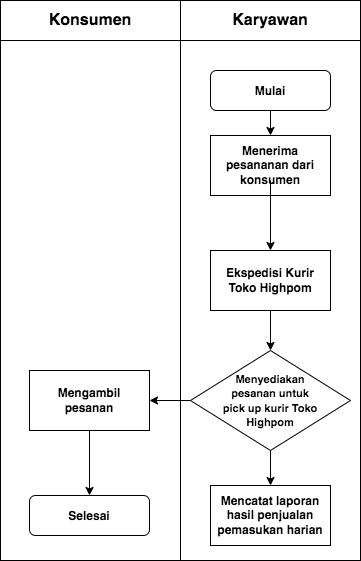 Konsumen
Karyawan
Mulai
Menerima
pesananan dari
konsumen
Ekspedisi Kurir
Toko Highpom
Menyediakan
pesanan untuk
pick up kurir Toko
Highpom
Mengambil
pesanan
Selesai
Mencatat laporan
hasil penjualan
pemasukan harian